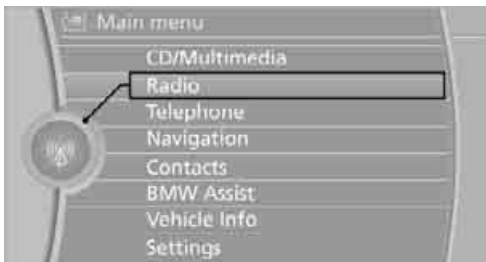 Main menu
CD/Multimedia
Radio
Telephone
Navigation
Contacts
BMW Assist
Vehicle Info
Settings